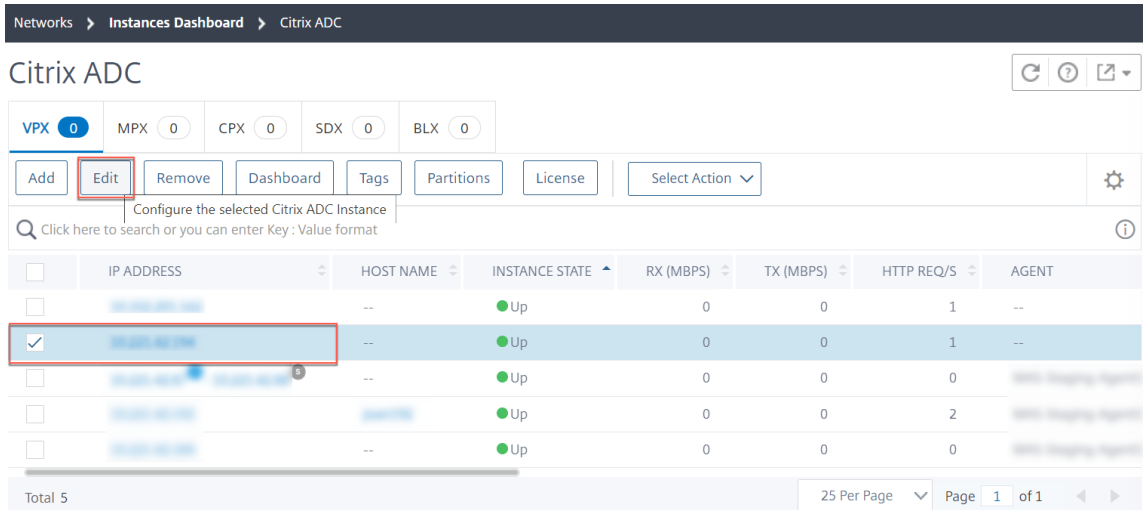 Networks > Instances Dashboard > Citrix ADC
Citrix ADC
VPX 0 MPX 0 CPX 0 SDX 0 BLX 0
Add Edit Remove Dashboard Tags Partitions License Select Action
Configure the selected Citrix ADC Instance
Click here to search or you can enter Key : Value format
IP ADDRESS HOST NAME INSTANCE STATE RX (MBPS) TX (MBPS) HTTP REQ/S AGENT
-- Up 0 0 1 --
-- Up 0 0 1 --
S -- Up 0 0 0
Up 0 0 2
-- Up 0 0 0
Total 5 25 Per Page Page 1 of 1